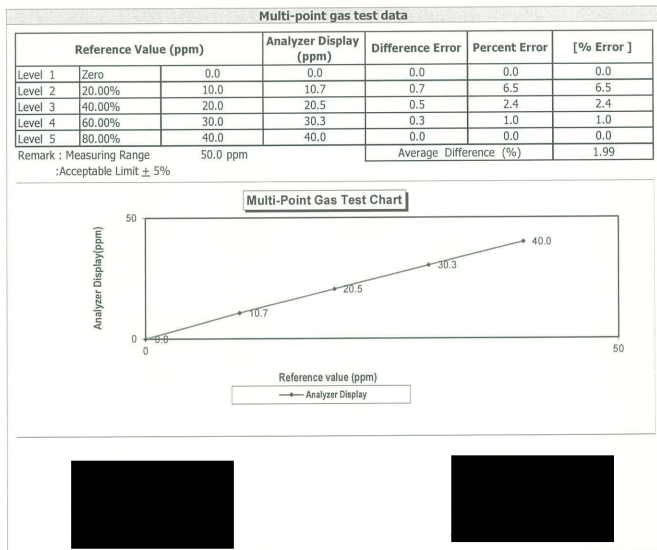 Multi-point gas test data
Reference Value (ppm) Analyzer Display (ppm) Difference Error Percent Error [% Error ]
Level 1 Zero 0.0 0.0 0.0 0.0 0.0
Level 2 20.00% 10.0 10.7 0.7 6.5 6.5
Level 3 40.00% 20.0 20.5 0.5 2.4 2.4
Level 4 60.00% 30.0 30.3 0.3 1.0 1.0
Level 5 80.00% 40.0 40.0 0.0 0.0 0.0
Remark : Measuring Range 50.0 ppm Average Difference (%) 1.99
:Acceptable Limit ± 5%
Multi-Point Gas Test Chart
50
Analyzer Display(ppm)
40.0
30.3
20.5
10.7
0 0.0
0 50
Reference value (ppm)
Analyzer Display